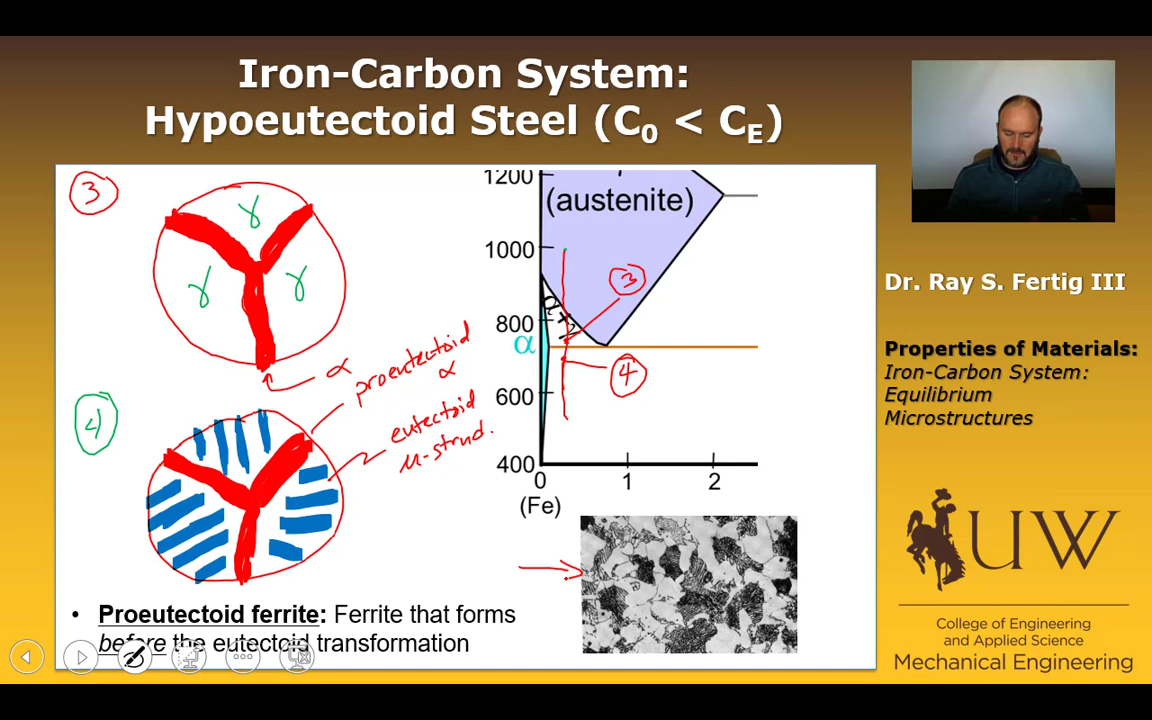 Iron-Carbon System:
Hypoeutectoid Steel (C₀ < C_E)
3
γ
γ
γ
α
4
proeutectoid
α
eutectoid
μ-struct.
1200
(austenite)
1000
800
α
600
400
0
1
2
(Fe)
α+γ
3
4
• Proeutectoid ferrite: Ferrite that forms
before the eutectoid transformation
Dr. Ray S. Fertig III
Properties of Materials:
Iron-Carbon System:
Equilibrium
Microstructures
UW
College of Engineering
and Applied Science
Mechanical Engineering